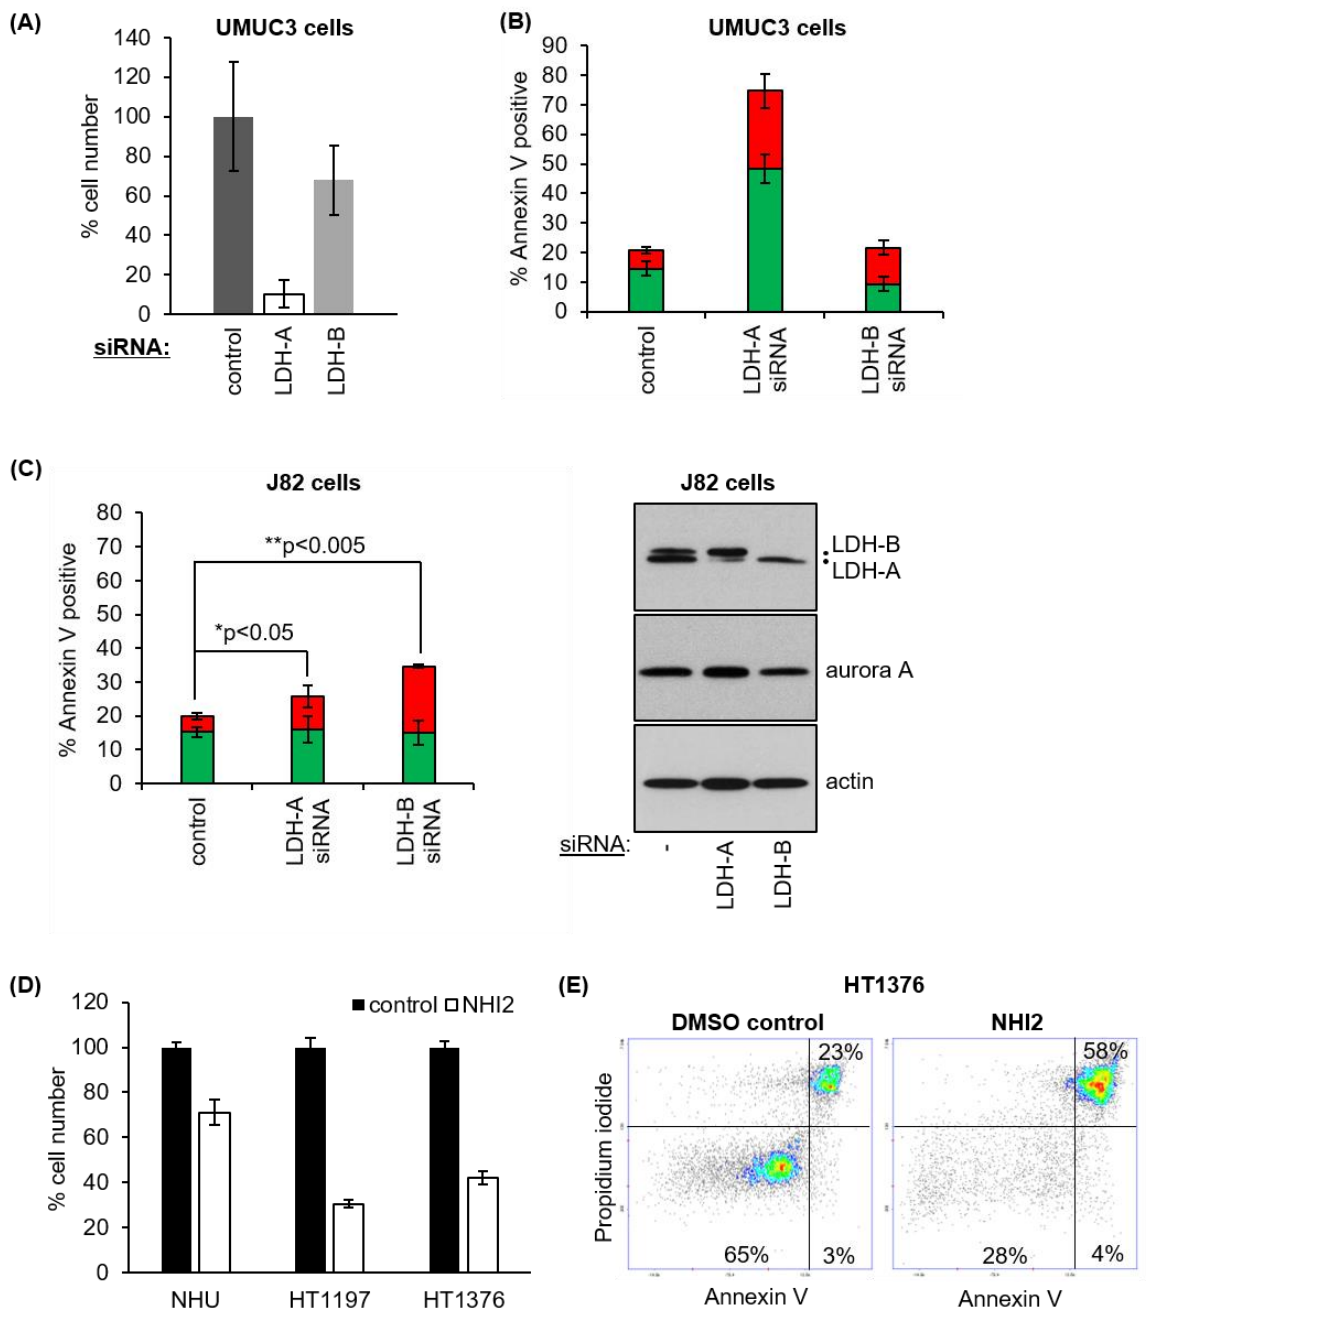 (A)
UMUC3 cells
% cell number
140
120
100
80
60
40
20
0
siRNA:
control
LDH-A
LDH-B
(B)
UMUC3 cells
% Annexin V positive
90
80
70
60
50
40
30
20
10
0
control
LDH-A
siRNA
LDH-B
siRNA
(C)
J82 cells
% Annexin V positive
80
70
60
50
40
30
20
10
0
**p<0.005
*p<0.05
control
LDH-A
siRNA
LDH-B
siRNA
J82 cells
LDH-B
LDH-A
aurora A
actin
siRNA:
-
LDH-A
LDH-B
(D)
% cell number
120
100
80
60
40
20
0
control NHI2
NHU HT1197 HT1376
(E)
HT1376
DMSO control
NHI2
Propidium iodide
23%
65%
3%
58%
28%
4%
Annexin V
Annexin V